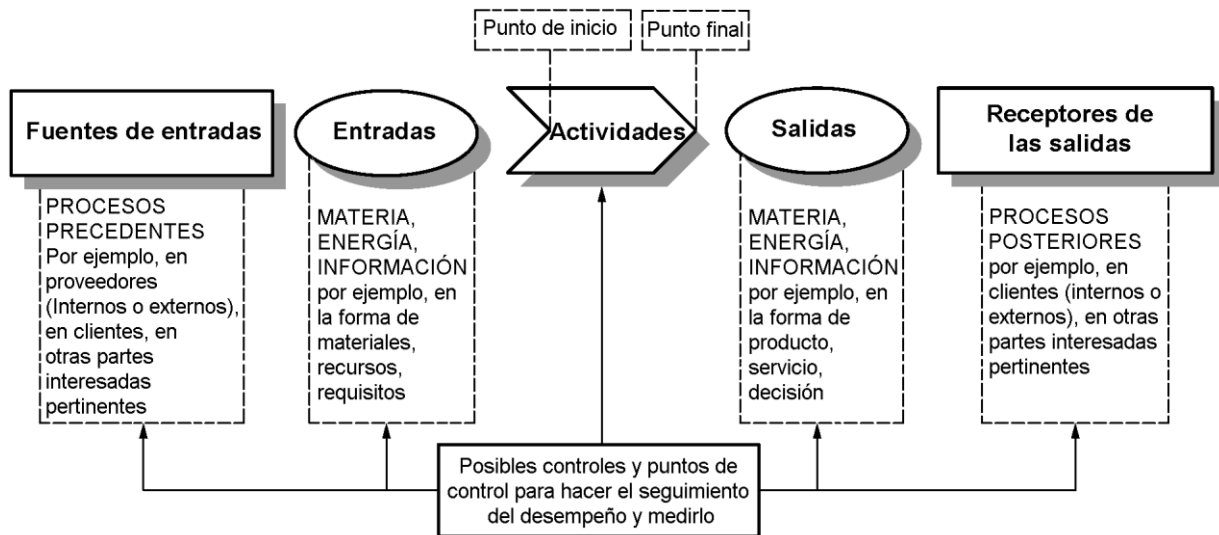 Punto de inicio
Punto final
Fuentes de entradas
Entradas
Actividades
Salidas
Receptores de
las salidas
PROCESOS
PRECEDENTES
Por ejemplo, en
proveedores
(Internos o externos),
en clientes, en
otras partes
interesadas
pertinentes
MATERIA,
ENERGÍA,
INFORMACIÓN
por ejemplo, en
la forma de
materiales,
recursos,
requisitos
MATERIA,
ENERGÍA,
INFORMACIÓN
por ejemplo, en
la forma de
producto,
servicio,
decisión
PROCESOS
POSTERIORES
por ejemplo, en
clientes (internos o
externos), en otras
partes interesadas
pertinentes
Posibles controles y puntos de
control para hacer el seguimiento
del desempeño y medirlo